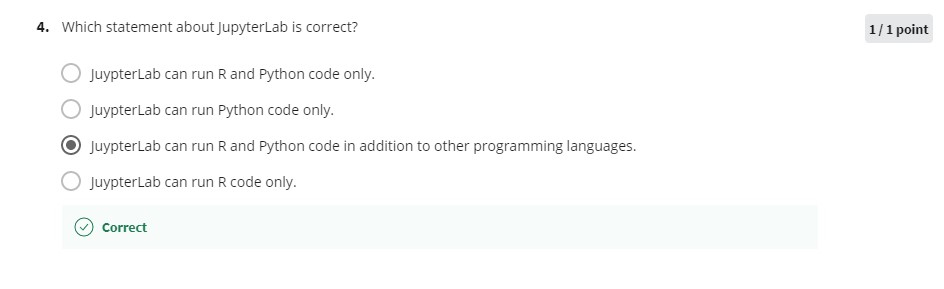 4. Which statement about JupyterLab is correct?
1 / 1 point
JuypterLab can run R and Python code only.
JuypterLab can run Python code only.
JuypterLab can run R and Python code in addition to other programming languages.
JuypterLab can run R code only.
Correct